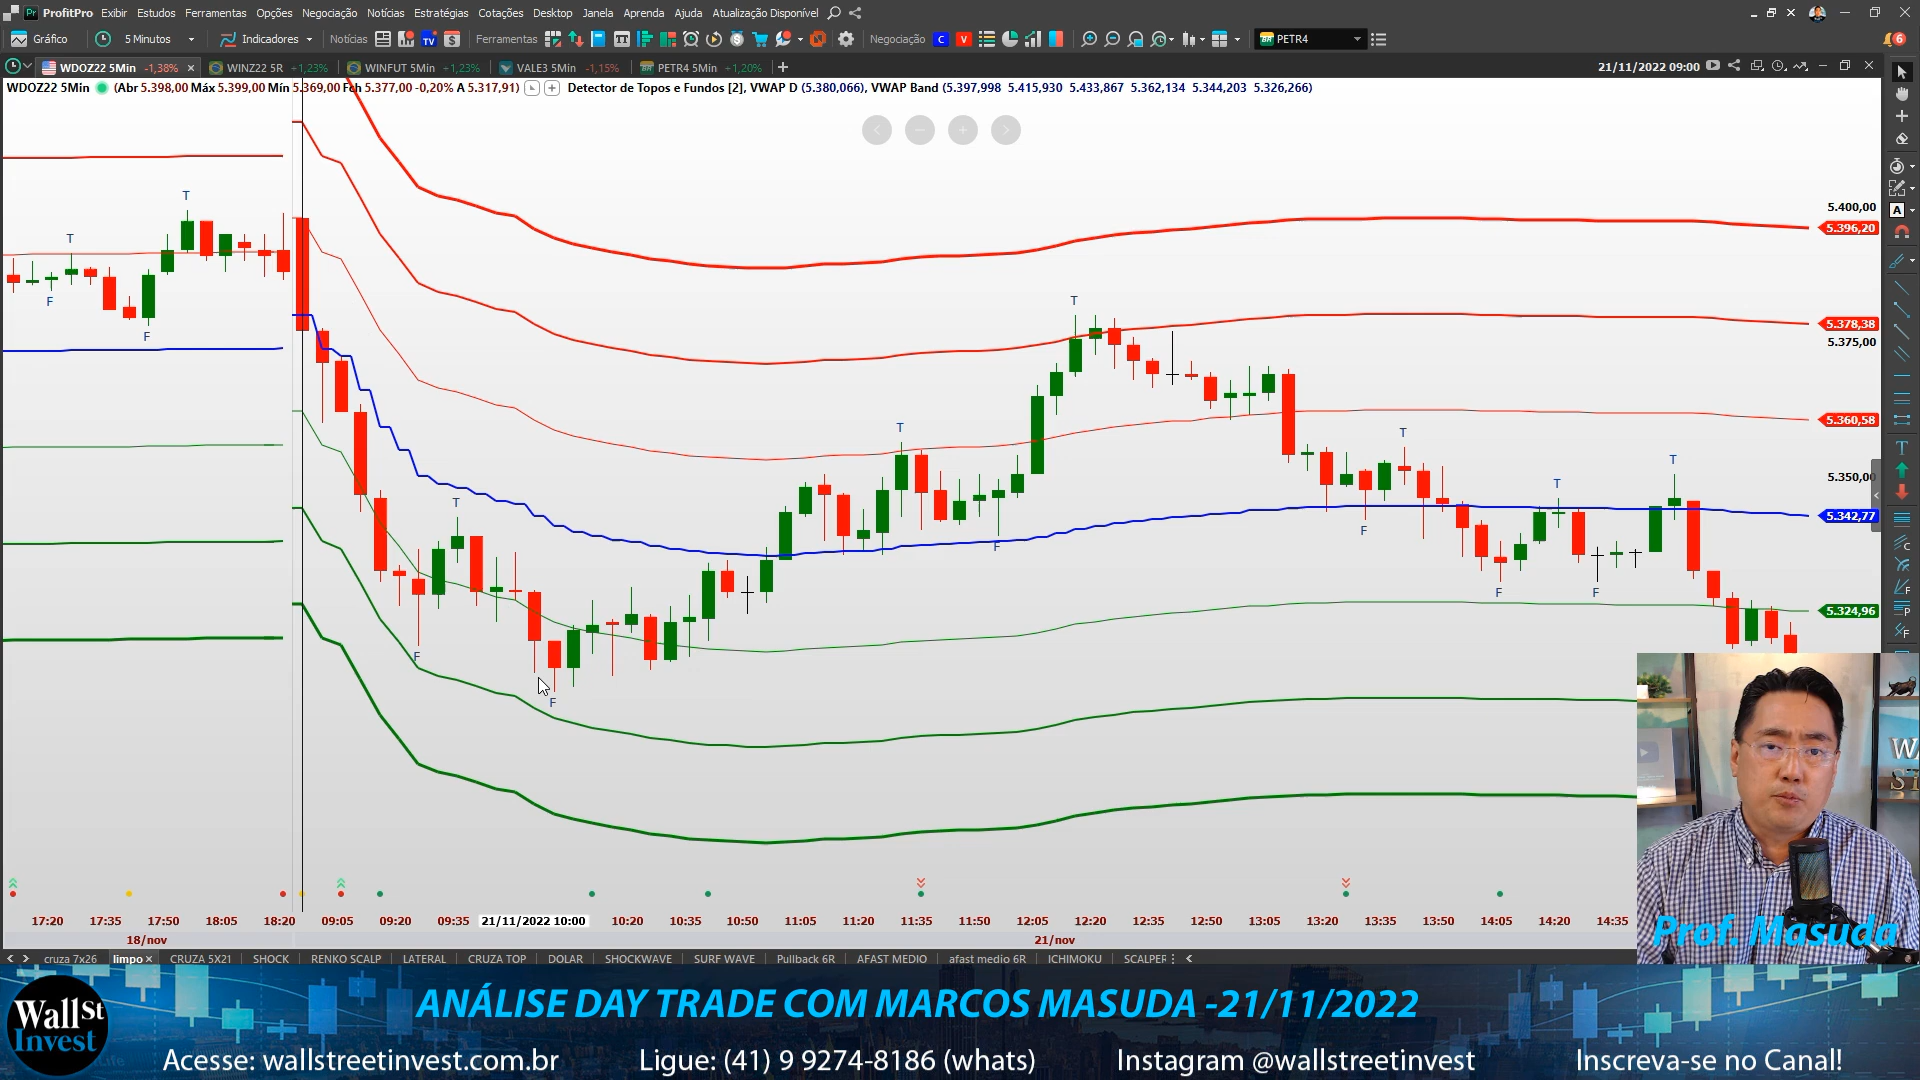 ProfitPro Exibir Estudos Ferramentas Opções Negociação Notícias Estratégias Cotações Desktop Janela Aprenda Ajuda Atualização Disponível
Gráfico 5 Minutos Indicadores Notícias TV $ Ferramentas Negociação C V PETR4 6
WDOZ22 5Min -1,38% × WINZ22 5R +1,23% WINFUT 5Min +1,23% VALE3 5Min -1,15% PETR4 5Min +1,20% + 21/11/2022 09:00
WDOZ22 5Min (Abr 5.398,00 Máx 5.399,00 Mín 5.369,00 Fch 5.377,00 -0,20% A 5.317,91) Detector de Topos e Fundos [2], VWAP D (5.380,066), VWAP Band (5.397,998 5.415,930 5.433,867 5.362,134 5.344,203 5.326,266)
T
5.400,00
5.396,20
T
F
T
F
5.378,38
5.375,00
5.360,58
T
T
T
5.350,00
T
T
5.342,77
F
F
F
F
5.324,96
F
F
17:20 17:35 17:50 18:05 18:20 09:05 09:20 09:35 21/11/2022 10:00 10:20 10:35 10:50 11:05 11:20 11:35 11:50 12:05 12:20 12:35 12:50 13:05 13:20 13:35 13:50 14:05 14:20 14:35
18/nov 21/nov
Prof. Masuda
cruza 7x26 limpo × CRUZA 5X21 SHOCK RENKO SCALP LATERAL CRUZA TOP DOLAR SHOCKWAVE SURF WAVE Pullback 6R AFAST MEDIO afast medio 6R ICHIMOKU SCALPER
Wall St Invest
ANÁLISE DAY TRADE COM MARCOS MASUDA -21/11/2022
Acesse: wallstreetinvest.com.br Ligue: (41) 9 9274-8186 (whats) Instagram @wallstreetinvest Inscreva-se no Canal!